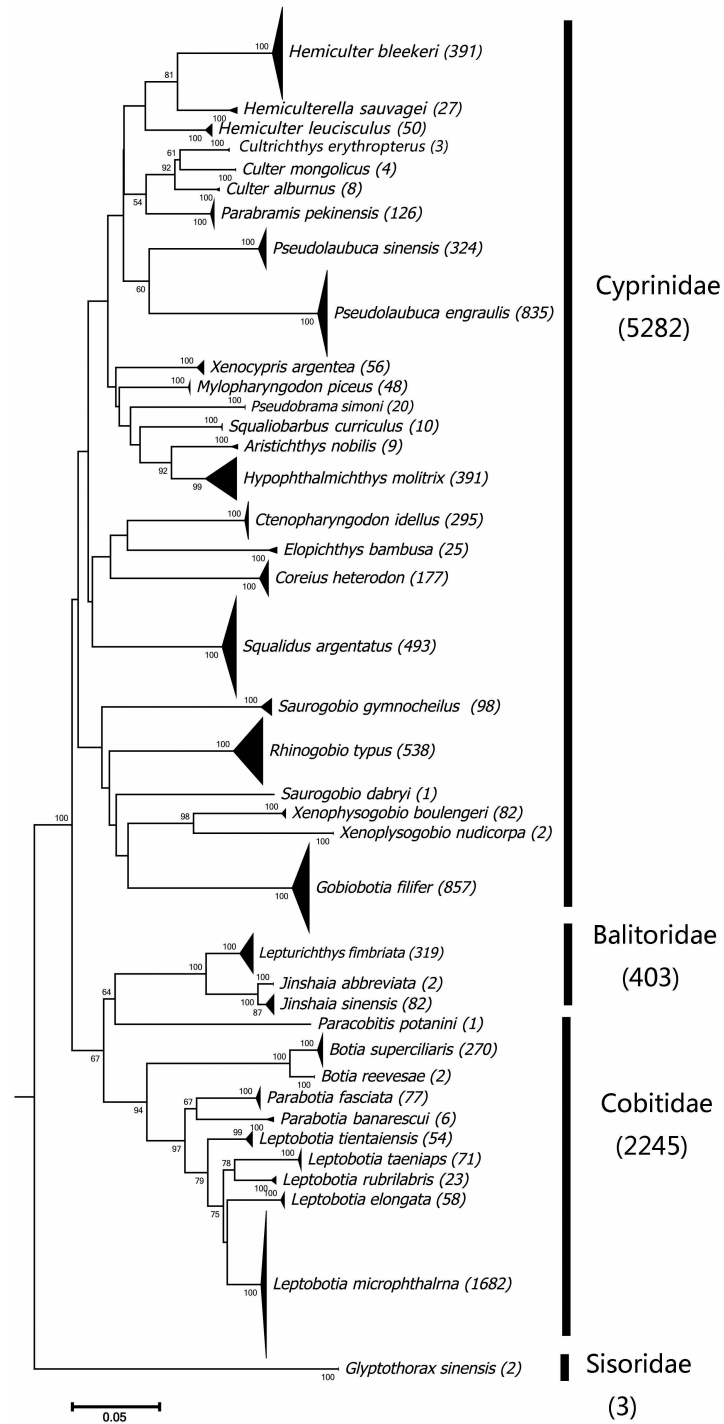 100 Hemiculter bleekeri (391)
81
100 Hemiculterella sauvagei (27)
100 Hemiculter leucisculus (50)
100 Cultrichthys erythropterus (3)
61
100 Culter mongolicus (4)
92
100 Culter alburnus (8)
54
100 Parabramis pekinensis (126)
100 Pseudolaubuca sinensis (324)
60
100 Pseudolaubuca engraulis (835)
Cyprinidae
(5282)
100 Xenocypris argentea (56)
100 Mylopharyngodon piceus (48)
100 Pseudobrama simoni (20)
100 Squaliobarbus curriculus (10)
100 Aristichthys nobilis (9)
92
99 Hypophthalmichthys molitrix (391)
100 Ctenopharyngodon idellus (295)
100 Elopichthys bambusa (25)
100 Coreius heterodon (177)
100 Squalidus argentatus (493)
100 Saurogobio gymnocheilus (98)
100 Rhinogobio typus (538)
Saurogobio dabryi (1)
100 Xenophysogobio boulengeri (82)
98
100 Xenoplysogobio nudicorpa (2)
100
100 Gobiobotia filifer (857)
Balitoridae
(403)
100 Lepturichthys fimbriata (319)
100
100 Jinshaia abbreviata (2)
100
87 Jinshaia sinensis (82)
64
Paracobitis potanini (1)
67
100 Botia superciliaris (270)
100
100 Botia reevesae (2)
94
100 Parabotia fasciata (77)
67
100 Parabotia banarescui (6)
97
99 Leptobotia tientaiensis (54)
79
100 Leptobotia taeniaps (71)
78
100 Leptobotia rubrilabris (23)
75
100 Leptobotia elongata (58)
100 Leptobotia microphthalrna (1682)
Cobitidae
(2245)
100 Glyptothorax sinensis (2)
Sisoridae
(3)
0.05